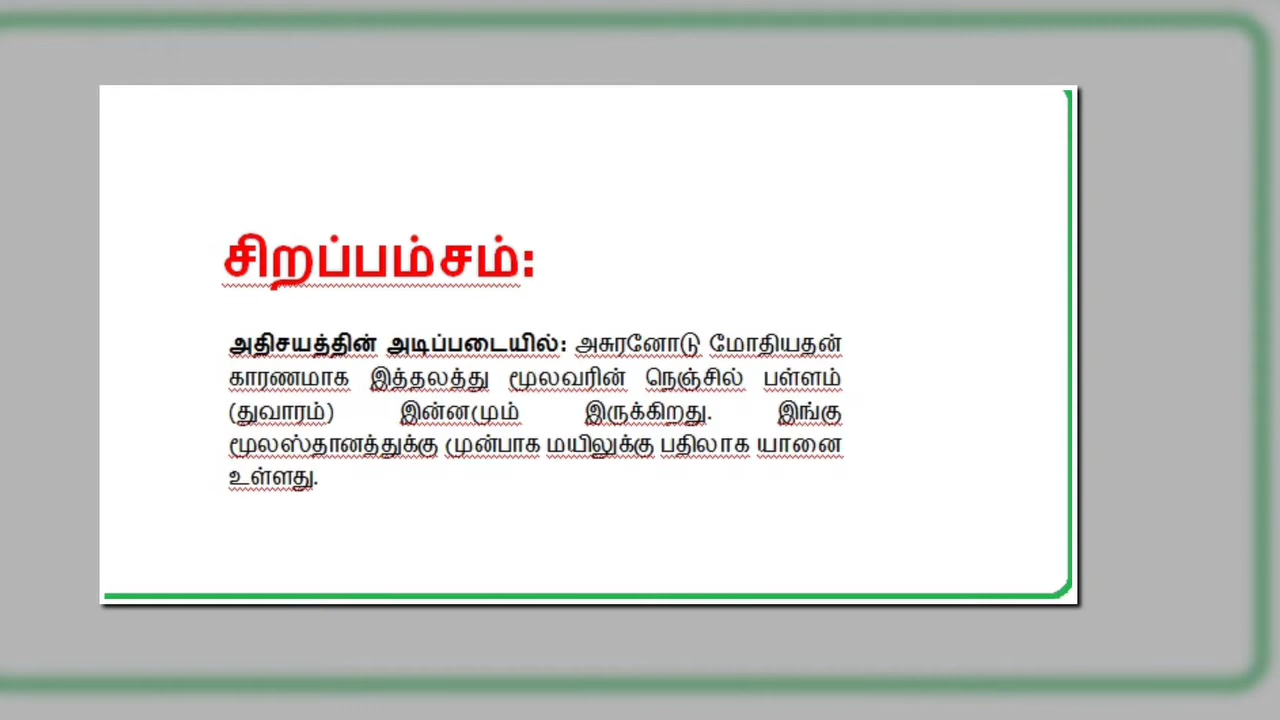 சிறப்பம்சம்:
அதிசயத்தின் அடிப்படையில்: அசுரனோடு மோதியதன்
காரணமாக இத்தலத்து மூலவரின் நெஞ்சில் பள்ளம்
(துவாரம்) இன்னமும் இருக்கிறது. இங்கு
மூலஸ்தானத்துக்கு முன்பாக மயிலுக்கு பதிலாக யானை
உள்ளது.